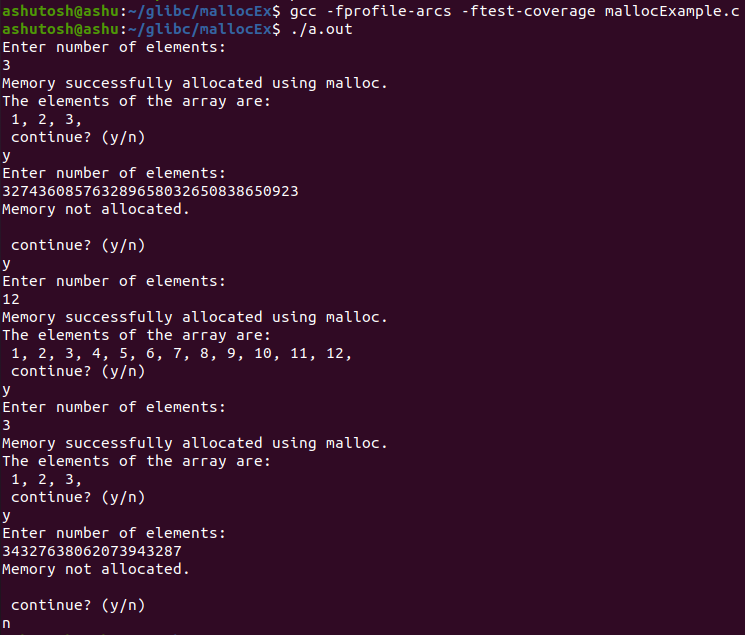 ashutosh@ashu:~/glibc/mallocEx$ gcc -fprofile-arcs -ftest-coverage mallocExample.c
ashutosh@ashu:~/glibc/mallocEx$ ./a.out
Enter number of elements:
3
Memory successfully allocated using malloc.
The elements of the array are:
 1, 2, 3,
 continue? (y/n)
y
Enter number of elements:
327436085763289658032650838650923
Memory not allocated.

 continue? (y/n)
y
Enter number of elements:
12
Memory successfully allocated using malloc.
The elements of the array are:
 1, 2, 3, 4, 5, 6, 7, 8, 9, 10, 11, 12,
 continue? (y/n)
y
Enter number of elements:
3
Memory successfully allocated using malloc.
The elements of the array are:
 1, 2, 3,
 continue? (y/n)
y
Enter number of elements:
34327638062073943287
Memory not allocated.

 continue? (y/n)
n